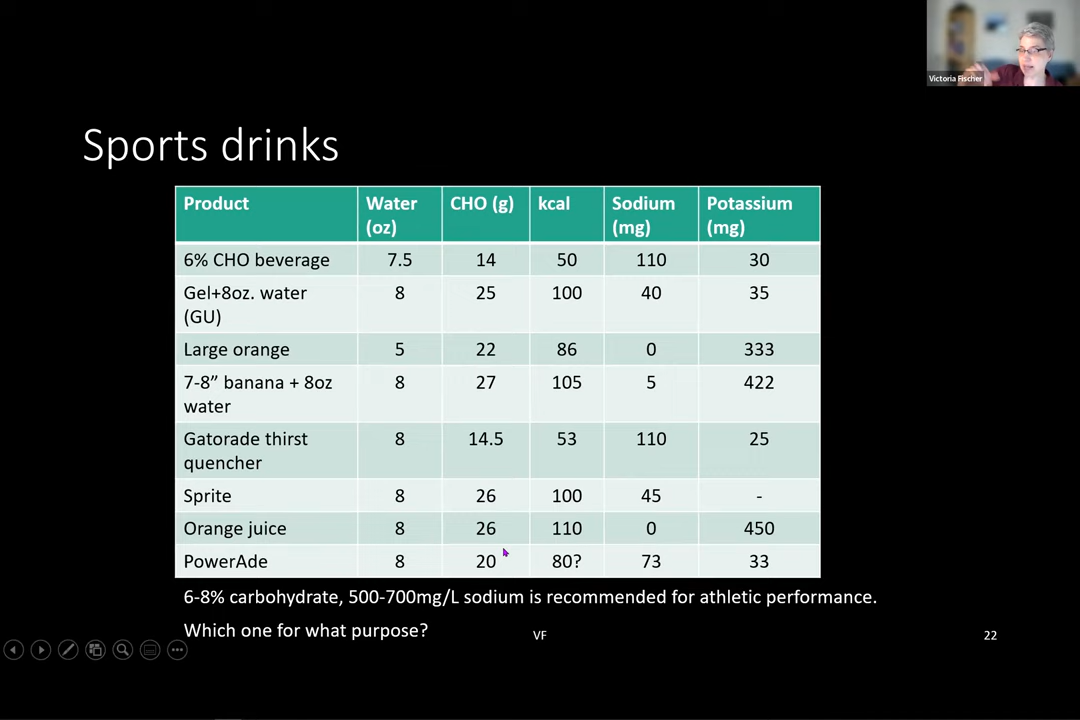 Victoria Fischer
Sports drinks
Product Water (oz) CHO (g) kcal Sodium (mg) Potassium (mg)
6% CHO beverage 7.5 14 50 110 30
Gel+8oz. water (GU) 8 25 100 40 35
Large orange 5 22 86 0 333
7-8” banana + 8oz water 8 27 105 5 422
Gatorade thirst quencher 8 14.5 53 110 25
Sprite 8 26 100 45 -
Orange juice 8 26 110 0 450
PowerAde 8 20 80? 73 33
6-8% carbohydrate, 500-700mg/L sodium is recommended for athletic performance.
Which one for what purpose?
VF
22